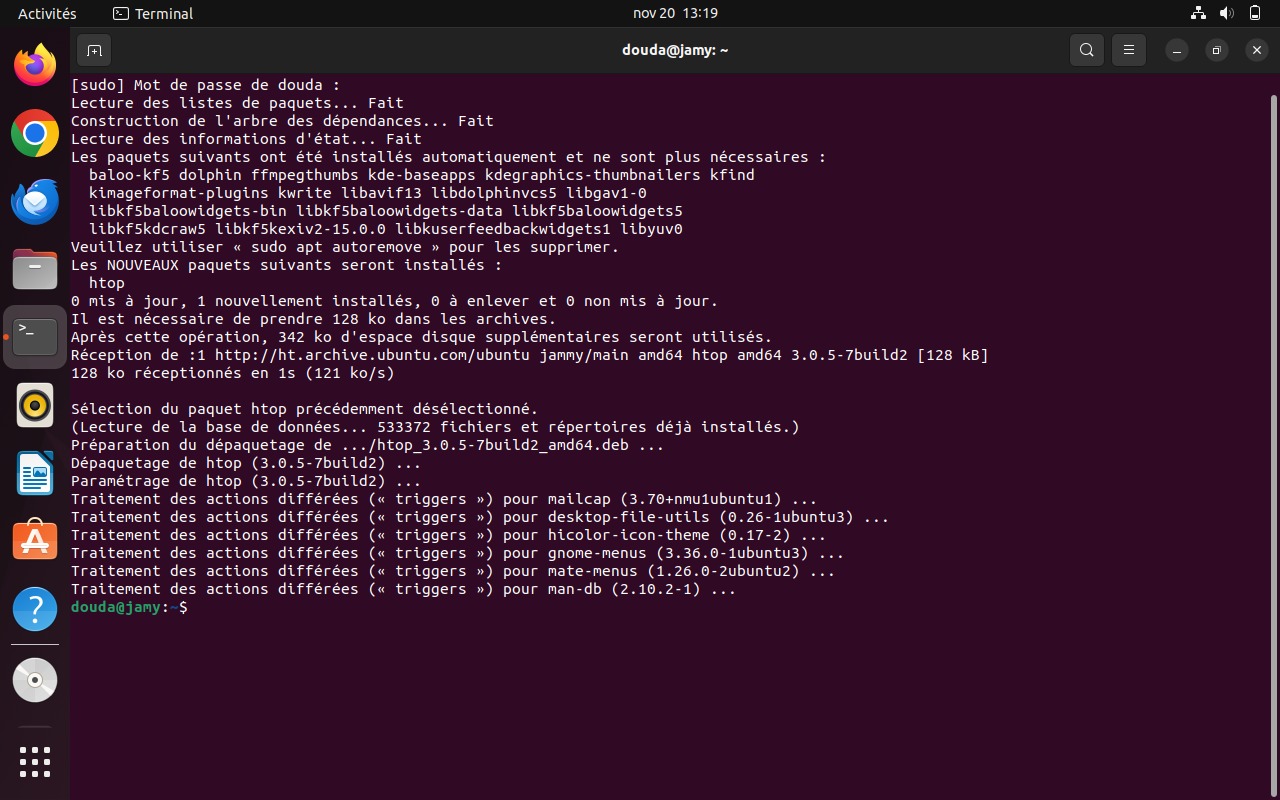 Activités
Terminal
nov 20 13:19
douda@jamy: ~
[sudo] Mot de passe de douda :
Lecture des listes de paquets... Fait
Construction de l'arbre des dépendances... Fait
Lecture des informations d'état... Fait
Les paquets suivants ont été installés automatiquement et ne sont plus nécessaires :
baloo-kf5 dolphin ffmpegthumbs kde-baseapps kdegraphics-thumbnailers kfind
kimageformat-plugins kwrite libavif13 libdolphinvcs5 libgav1-0
libkf5baloowidgets-bin libkf5baloowidgets-data libkf5baloowidgets5
libkf5kdcraw5 libkf5kexiv2-15.0.0 libkuserfeedbackwidgets1 libyuv0
Veuillez utiliser « sudo apt autoremove » pour les supprimer.
Les NOUVEAUX paquets suivants seront installés :
htop
0 mis à jour, 1 nouvellement installés, 0 à enlever et 0 non mis à jour.
Il est nécessaire de prendre 128 ko dans les archives.
Après cette opération, 342 ko d'espace disque supplémentaires seront utilisés.
Réception de :1 http://ht.archive.ubuntu.com/ubuntu jammy/main amd64 htop amd64 3.0.5-7build2 [128 kB]
128 ko réceptionnés en 1s (121 ko/s)
Sélection du paquet htop précédemment désélectionné.
(Lecture de la base de données... 533372 fichiers et répertoires déjà installés.)
Préparation du dépaquetage de .../htop_3.0.5-7build2_amd64.deb ...
Dépaquetage de htop (3.0.5-7build2) ...
Paramétrage de htop (3.0.5-7build2) ...
Traitement des actions différées (« triggers ») pour mailcap (3.70+nmu1ubuntu1) ...
Traitement des actions différées (« triggers ») pour desktop-file-utils (0.26-1ubuntu3) ...
Traitement des actions différées (« triggers ») pour hicolor-icon-theme (0.17-2) ...
Traitement des actions différées (« triggers ») pour gnome-menus (3.36.0-1ubuntu3) ...
Traitement des actions différées (« triggers ») pour mate-menus (1.26.0-2ubuntu2) ...
Traitement des actions différées (« triggers ») pour man-db (2.10.2-1) ...
douda@jamy:~$